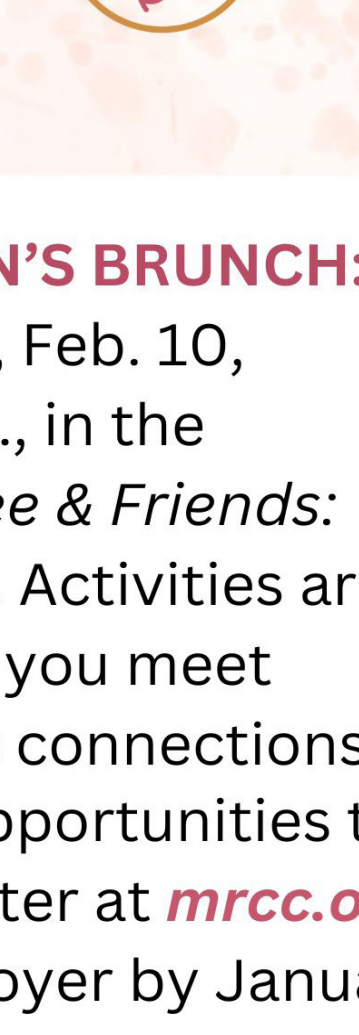 N’S BRUNCH:
, Feb. 10,
., in the
ee & Friends:
Activities ar
you meet
connections
pportunities t
ter at mrcc.o
oyer by Janua